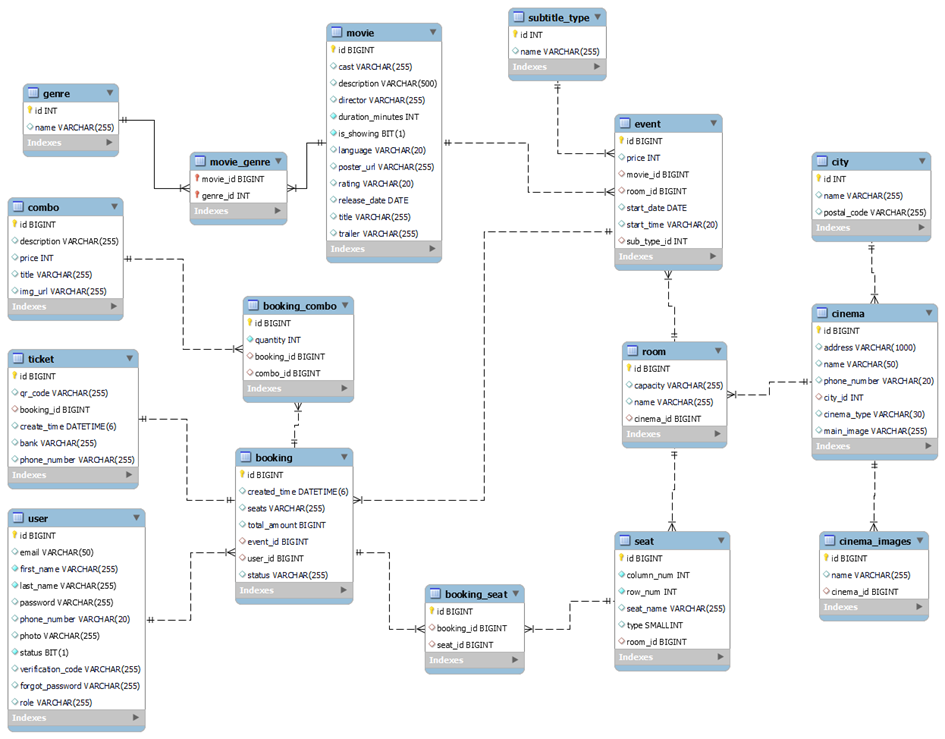 subtitle_type
id INT
name VARCHAR(255)
Indexes
movie
id BIGINT
cast VARCHAR(255)
description VARCHAR(500)
director VARCHAR(255)
duration_minutes INT
is_showing BIT(1)
language VARCHAR(20)
poster_url VARCHAR(255)
rating VARCHAR(20)
release_date DATE
title VARCHAR(255)
trailer VARCHAR(255)
Indexes
genre
id INT
name VARCHAR(255)
Indexes
movie_genre
movie_id BIGINT
genre_id INT
Indexes
event
id BIGINT
price INT
movie_id BIGINT
room_id BIGINT
start_date DATE
start_time VARCHAR(20)
sub_type_id INT
Indexes
city
id INT
name VARCHAR(255)
postal_code VARCHAR(255)
Indexes
combo
id BIGINT
description VARCHAR(255)
price INT
title VARCHAR(255)
img_url VARCHAR(255)
Indexes
booking_combo
id BIGINT
quantity INT
booking_id BIGINT
combo_id BIGINT
Indexes
cinema
id BIGINT
address VARCHAR(1000)
name VARCHAR(50)
phone_number VARCHAR(20)
city_id INT
cinema_type VARCHAR(30)
main_image VARCHAR(255)
Indexes
room
id BIGINT
capacity VARCHAR(255)
name VARCHAR(255)
cinema_id BIGINT
Indexes
ticket
id BIGINT
qr_code VARCHAR(255)
booking_id BIGINT
create_time DATETIME(6)
bank VARCHAR(255)
phone_number VARCHAR(255)
Indexes
booking
id BIGINT
created_time DATETIME(6)
seats VARCHAR(255)
total_amount BIGINT
event_id BIGINT
user_id BIGINT
status VARCHAR(255)
Indexes
user
id BIGINT
email VARCHAR(50)
first_name VARCHAR(255)
last_name VARCHAR(255)
password VARCHAR(255)
phone_number VARCHAR(20)
photo VARCHAR(255)
status BIT(1)
verification_code VARCHAR(255)
forgot_password VARCHAR(255)
role VARCHAR(255)
Indexes
booking_seat
id BIGINT
booking_id BIGINT
seat_id BIGINT
Indexes
seat
id BIGINT
column_num INT
row_num INT
seat_name VARCHAR(255)
type SMALLINT
room_id BIGINT
Indexes
cinema_images
id BIGINT
name VARCHAR(255)
cinema_id BIGINT
Indexes